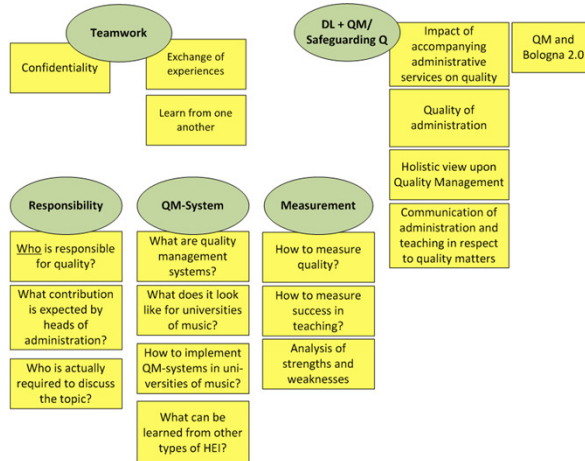 Teamwork
Confidentiality
Exchange of
experiences
Learn from one
another
DL + QM/
Safeguarding Q
Impact of
accompanying
administrative
services on quality
QM and
Bologna 2.0
Quality of
administration
Holistic view upon
Quality Management
Communication of
administration and
teaching in respect
to quality matters
Responsibility
Who is responsible
for quality?
What contribution
is expected by
heads of
administration?
Who is actually
required to discuss
the topic?
QM-System
What are quality
management
systems?
What does it look
like for universities
of music?
How to implement
QM-systems in uni-
versities of music?
What can be
learned from other
types of HEI?
Measurement
How to measure
quality?
How to measure
success in
teaching?
Analysis of
strengths and
weaknesses